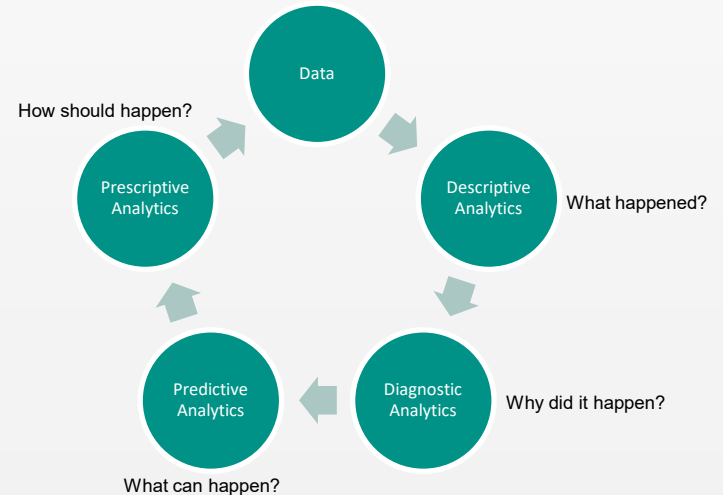 Data
How should happen?
Prescriptive
Analytics
Descriptive
Analytics
What happened?
Predictive
Analytics
Diagnostic
Analytics
Why did it happen?
What can happen?